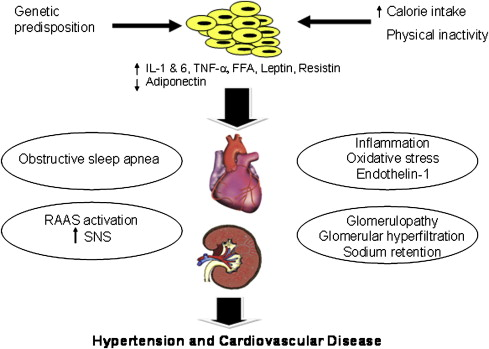 Genetic
predisposition
↑ Calorie intake
Physical inactivity
↑ IL-1 & 6, TNF-α, FFA, Leptin, Resistin
↓ Adiponectin
Obstructive sleep apnea
Inflammation
Oxidative stress
Endothelin-1
RAAS activation
↑ SNS
Glomerulopathy
Glomerular hyperfiltration
Sodium retention
Hypertension and Cardiovascular Disease